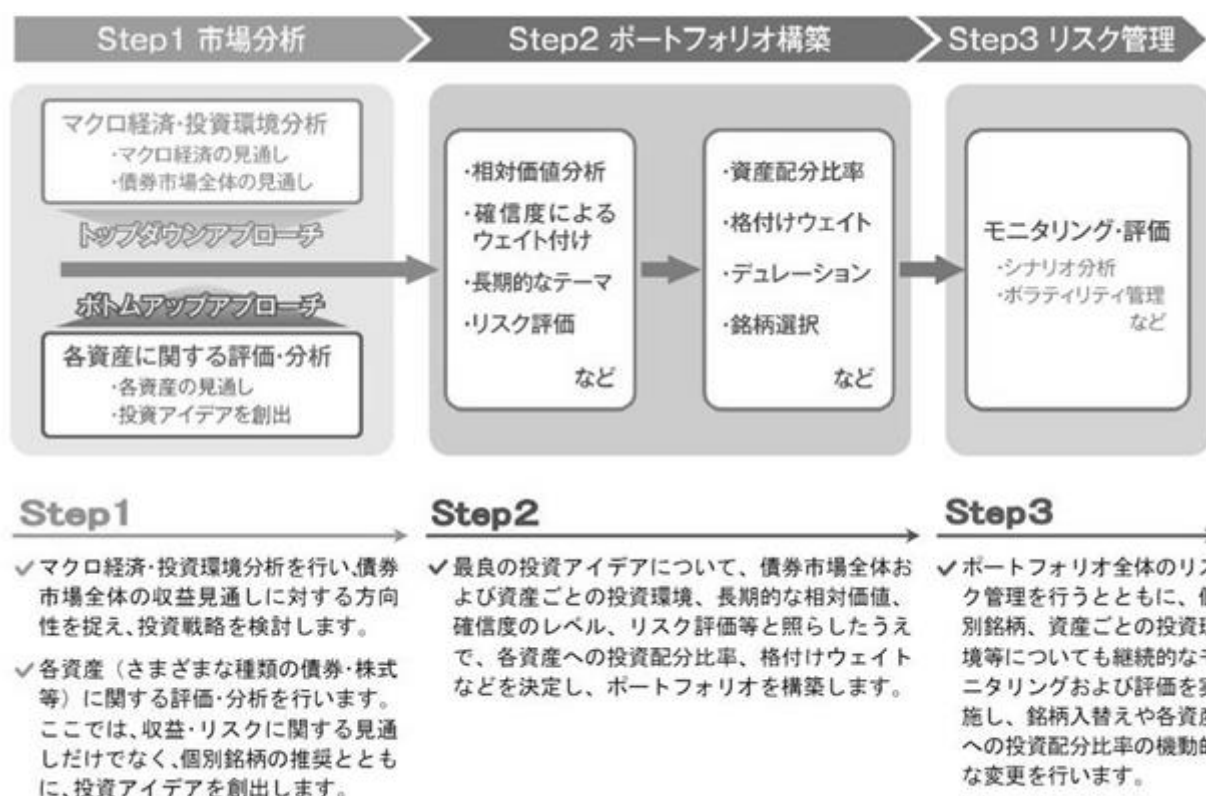 Step1 市場分析
Step2 ポートフォリオ構築
Step3 リスク管理
マクロ経済・投資環境分析
・マクロ経済の見通し
・債券市場全体の見通し
トップダウンアプローチ
ボトムアップアプローチ
各資産に関する評価・分析
・各資産の見通し
・投資アイデアを創出
・相対価値分析
・確信度による
ウェイト付け
・長期的なテーマ
・リスク評価
など
・資産配分比率
・格付けウェイト
・デュレーション
・銘柄選択
など
モニタリング・評価
・シナリオ分析
・ボラティリティ管理
など
Step1
✓マクロ経済・投資環境分析を行い、債券
市場全体の収益見通しに対する方向
性を捉え、投資戦略を検討します。
✓各資産（さまざまな種類の債券・株式
等）に関する評価・分析を行います。
ここでは、収益・リスクに関する見通
しだけでなく、個別銘柄の推奨ととも
に、投資アイデアを創出します。
Step2
✓最良の投資アイデアについて、債券市場全体お
よび資産ごとの投資環境、長期的な相対価値、
確信度のレベル、リスク評価等と照らしたうえ
で、各資産への投資配分比率、格付けウェイト
などを決定し、ポートフォリオを構築します。
Step3
✓ポートフォリオ全体のリス
ク管理を行うとともに、個
別銘柄、資産ごとの投資環
境等についても継続的なモ
ニタリングおよび評価を実
施し、銘柄入替えや各資産
への投資配分比率の機動的
な変更を行います。